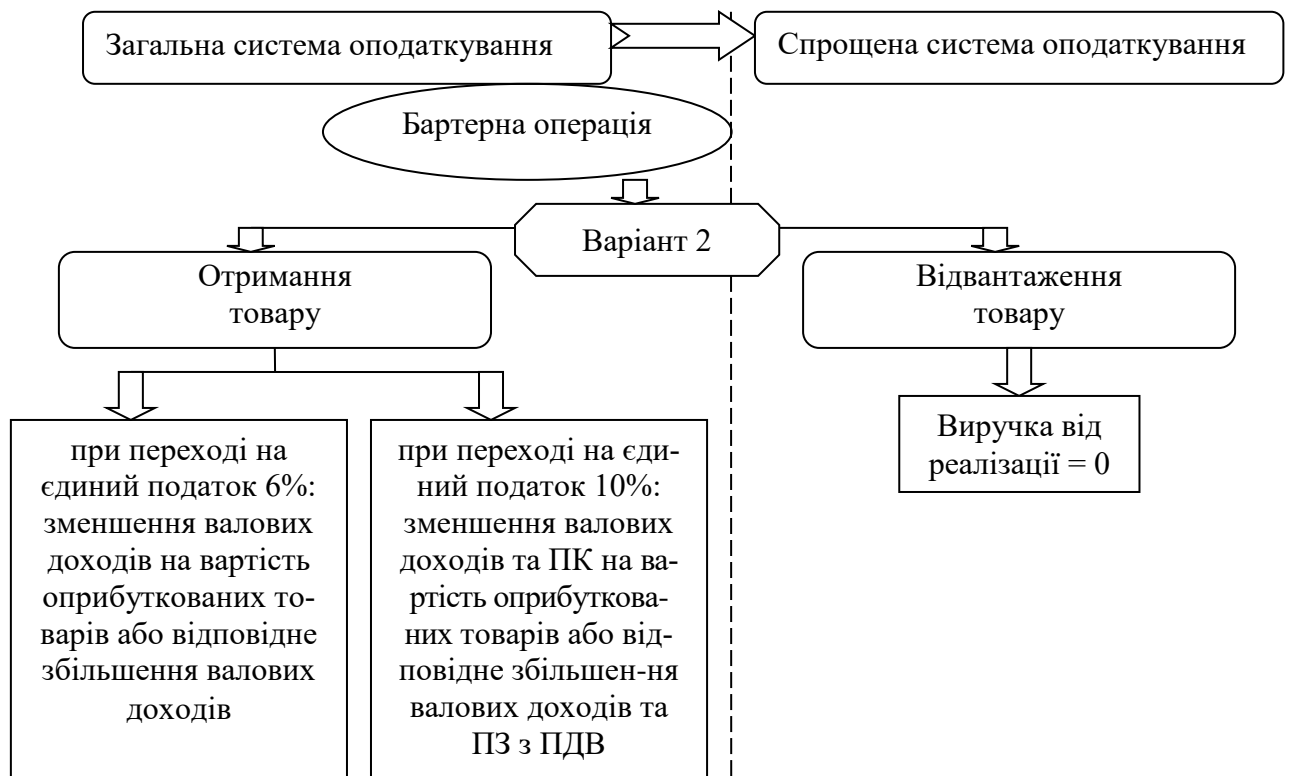 Загальна система оподаткування
Спрощена система оподаткування
Бартерна операція
Варіант 2
Отримання
товару
Відвантаження
товару
при переході на
єдиний податок 6%:
зменшення валових
доходів на вартість
оприбуткованих то-
варів або відповідне
збільшення валових
доходів
при переході на єди-
ний податок 10%:
зменшення валових
доходів та ПК на ва-
ртість оприбуткова-
них товарів або від-
повідне збільшен-ня
валових доходів та
ПЗ з ПДВ
Виручка від
реалізації = 0